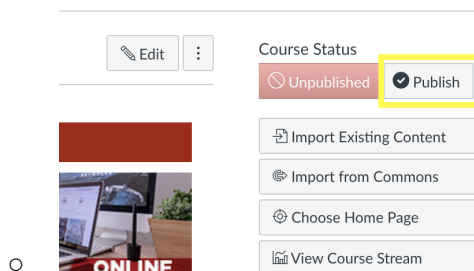 Edit
Course Status
Unpublished
Publish
Import Existing Content
Import from Commons
Choose Home Page
View Course Stream
ONLINE